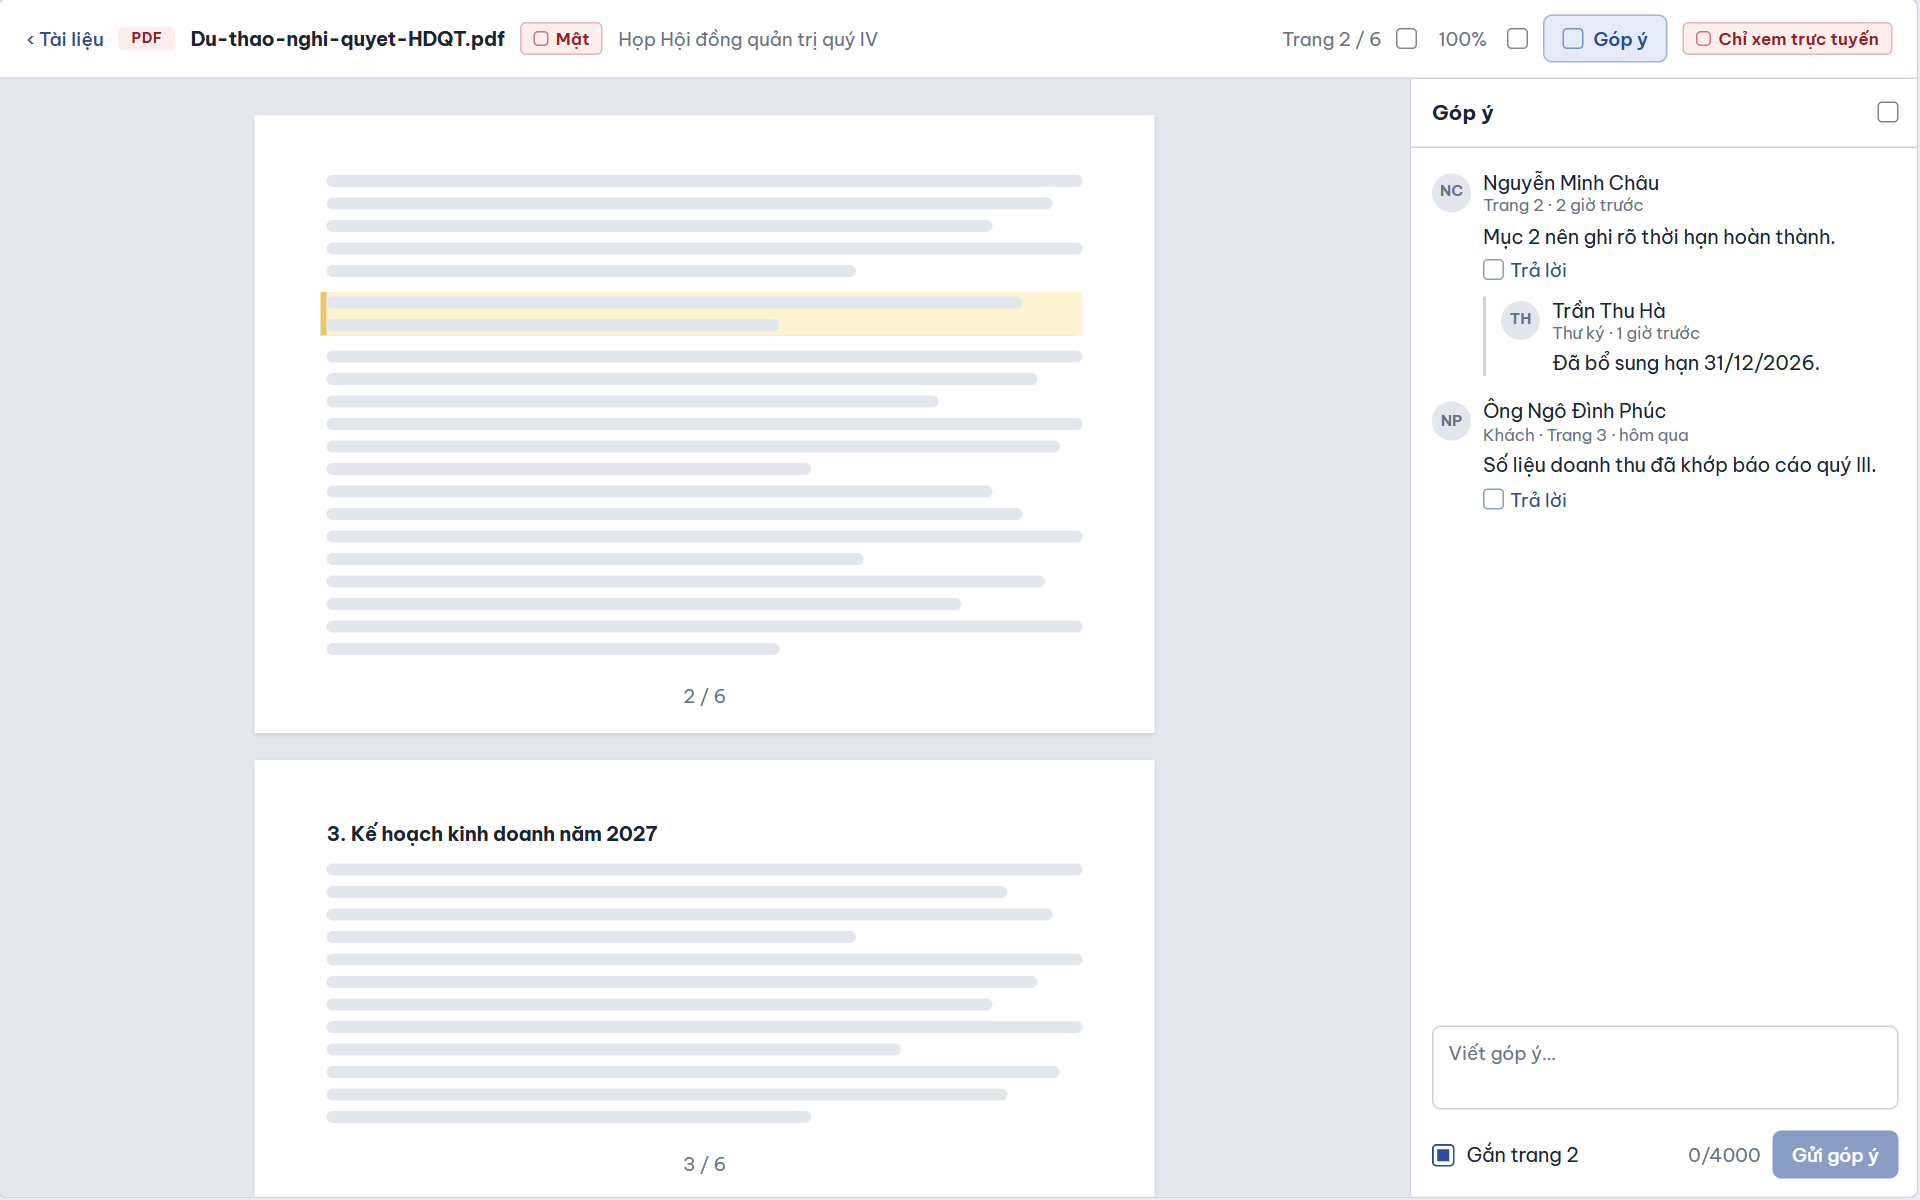 ‹ Tài liệu PDF Du-thao-nghi-quyet-HDQT.pdf Mật Họp Hội đồng quản trị quý IV Trang 2 / 6 100% Góp ý Chỉ xem trực tuyến
2 / 6
3. Kế hoạch kinh doanh năm 2027
3 / 6
Góp ý
NC Nguyễn Minh Châu
Trang 2 · 2 giờ trước
Mục 2 nên ghi rõ thời hạn hoàn thành.
Trả lời
TH Trần Thu Hà
Thư ký · 1 giờ trước
Đã bổ sung hạn 31/12/2026.
NP Ông Ngô Đình Phúc
Khách · Trang 3 · hôm qua
Số liệu doanh thu đã khớp báo cáo quý III.
Trả lời
Viết góp ý...
Gắn trang 2 0/4000 Gửi góp ý